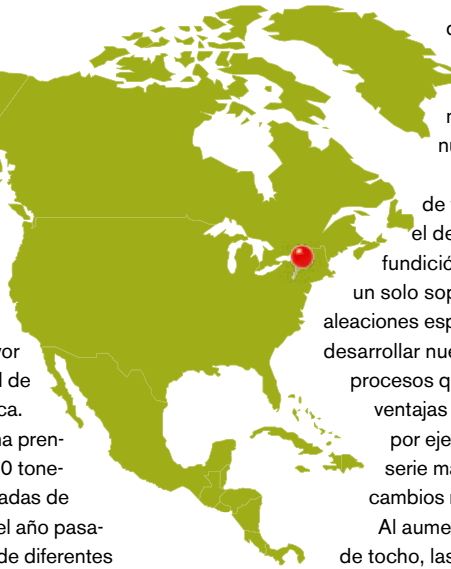 yor
l de
ca.
na pren-
0 tone-
adas de
el año pasa-
de diferentes
nu
de
el de
fundició
un solo sop
aleaciones esp
desarrollar nue
procesos q
ventajas
por eje
serie ma
cambios
Al aume
de tocho, las